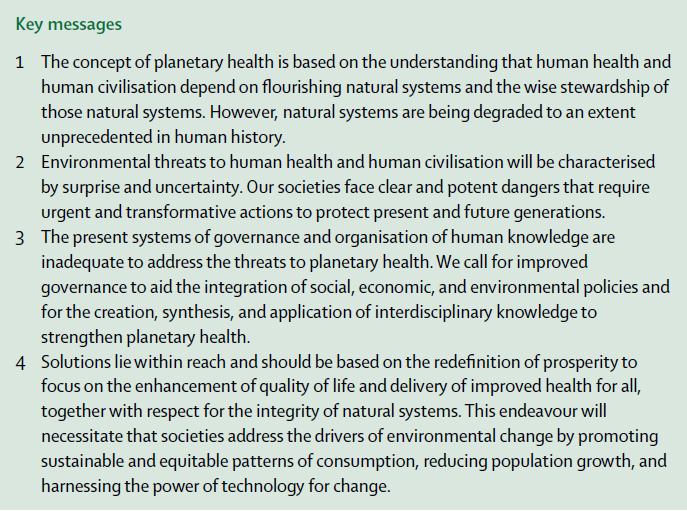 Key messages
1 The concept of planetary health is based on the understanding that human health and
human civilisation depend on flourishing natural systems and the wise stewardship of
those natural systems. However, natural systems are being degraded to an extent
unprecedented in human history.
2 Environmental threats to human health and human civilisation will be characterised
by surprise and uncertainty. Our societies face clear and potent dangers that require
urgent and transformative actions to protect present and future generations.
3 The present systems of governance and organisation of human knowledge are
inadequate to address the threats to planetary health. We call for improved
governance to aid the integration of social, economic, and environmental policies and
for the creation, synthesis, and application of interdisciplinary knowledge to
strengthen planetary health.
4 Solutions lie within reach and should be based on the redefinition of prosperity to
focus on the enhancement of quality of life and delivery of improved health for all,
together with respect for the integrity of natural systems. This endeavour will
necessitate that societies address the drivers of environmental change by promoting
sustainable and equitable patterns of consumption, reducing population growth, and
harnessing the power of technology for change.